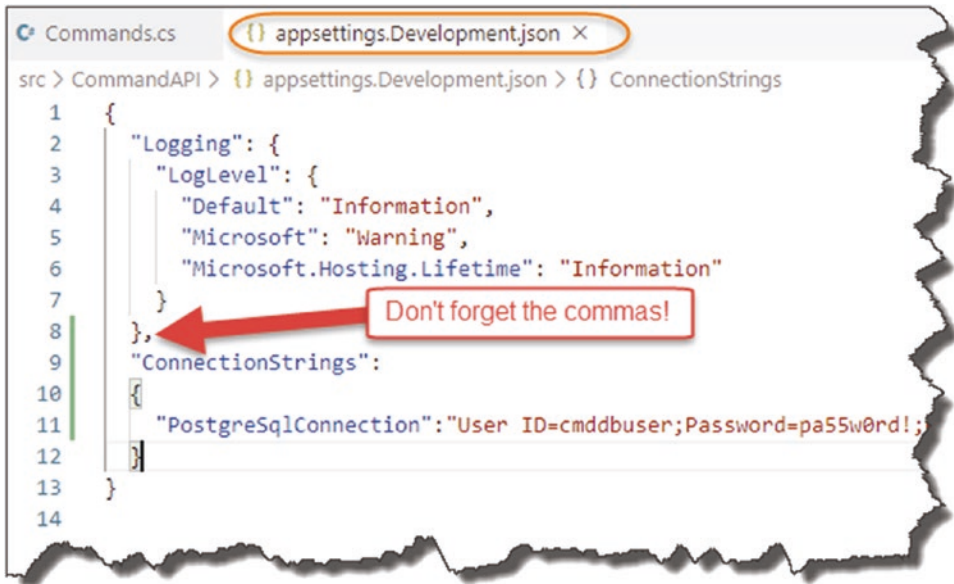 C# Commands.cs {} appsettings.Development.json ×
src > CommandAPI > {} appsettings.Development.json > {} ConnectionStrings
1 {
2 "Logging": {
3 "LogLevel": {
4 "Default": "Information",
5 "Microsoft": "Warning",
6 "Microsoft.Hosting.Lifetime": "Information"
7 }
Don't forget the commas!
8 },
9 "ConnectionStrings":
10 {
11 "PostgreSqlConnection":"User ID=cmddbuser;Password=pa55w0rd!;
12 }
13 }
14